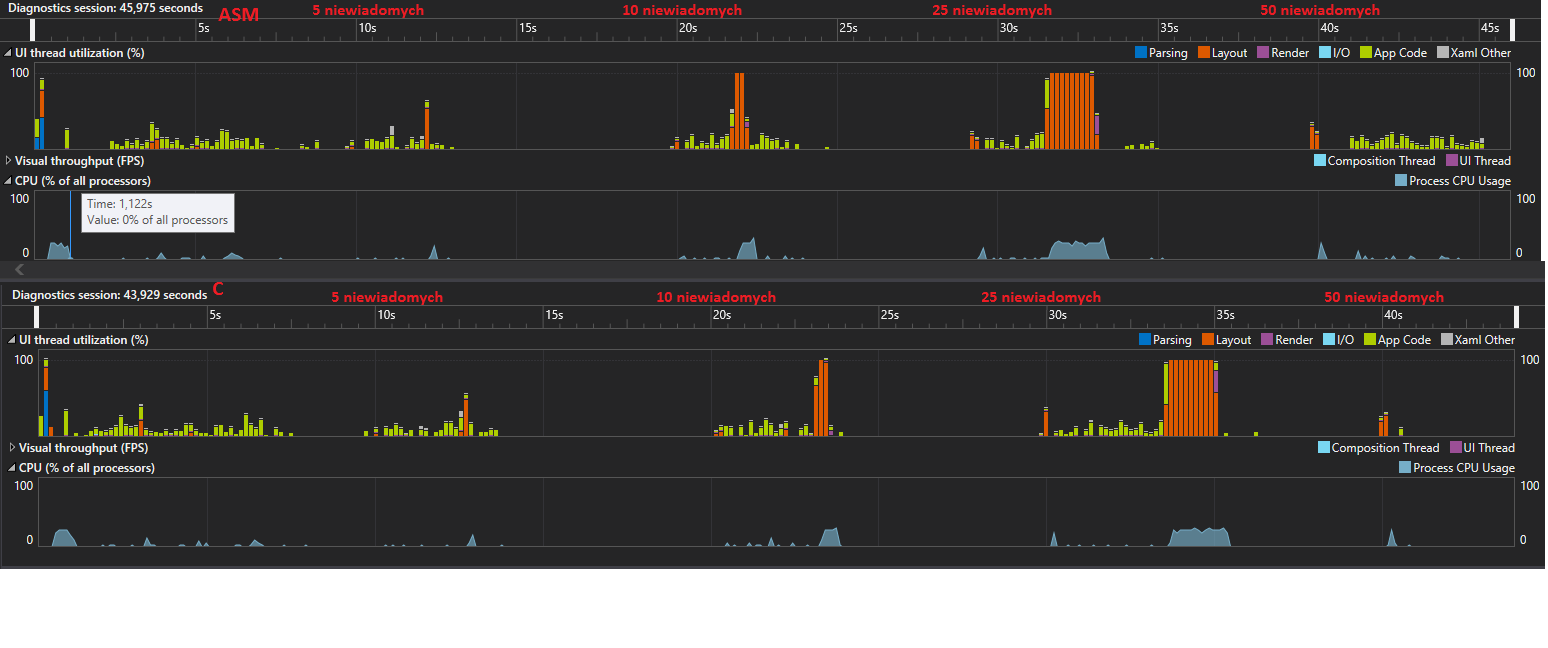 Diagnostics session: 45,975 seconds ASM 5 niewiadomych 10 niewiadomych 25 niewiadomych 50 niewiadomych
5s 10s 15s 20s 25s 30s 35s 40s 45s
UI thread utilization (%) Parsing Layout Render I/O App Code Xaml Other
100 100
Visual throughput (FPS) Composition Thread UI Thread
CPU (% of all processors) Process CPU Usage
100 100
Time: 1,122s
Value: 0% of all processors
0 0
Diagnostics session: 43,929 seconds C 5 niewiadomych 10 niewiadomych 25 niewiadomych 50 niewiadomych
5s 10s 15s 20s 25s 30s 35s 40s
UI thread utilization (%) Parsing Layout Render I/O App Code Xaml Other
100 100
Visual throughput (FPS) Composition Thread UI Thread
CPU (% of all processors) Process CPU Usage
100 100
0 0